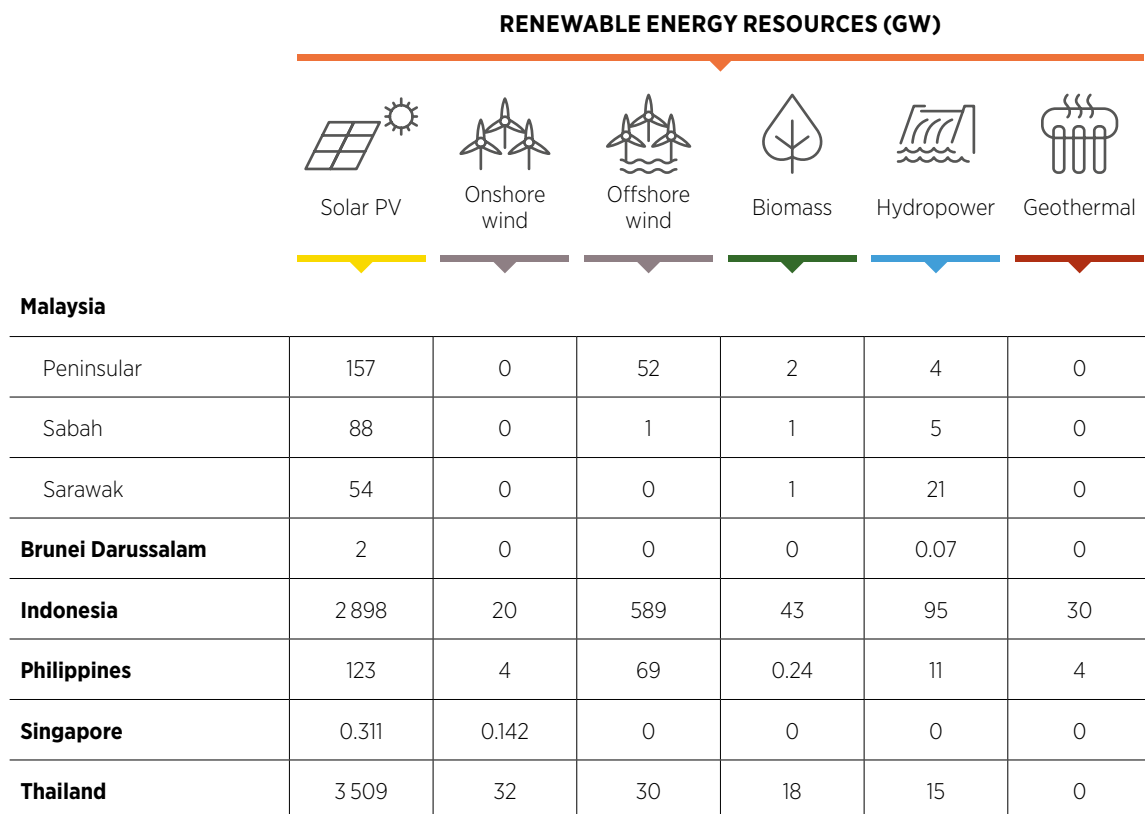 RENEWABLE ENERGY RESOURCES (GW)
Solar PV Onshore wind Offshore wind Biomass Hydropower Geothermal
Malaysia
Peninsular 157 0 52 2 4 0
Sabah 88 0 1 1 5 0
Sarawak 54 0 0 1 21 0
Brunei Darussalam 2 0 0 0 0.07 0
Indonesia 2 898 20 589 43 95 30
Philippines 123 4 69 0.24 11 4
Singapore 0.311 0.142 0 0 0 0
Thailand 3 509 32 30 18 15 0